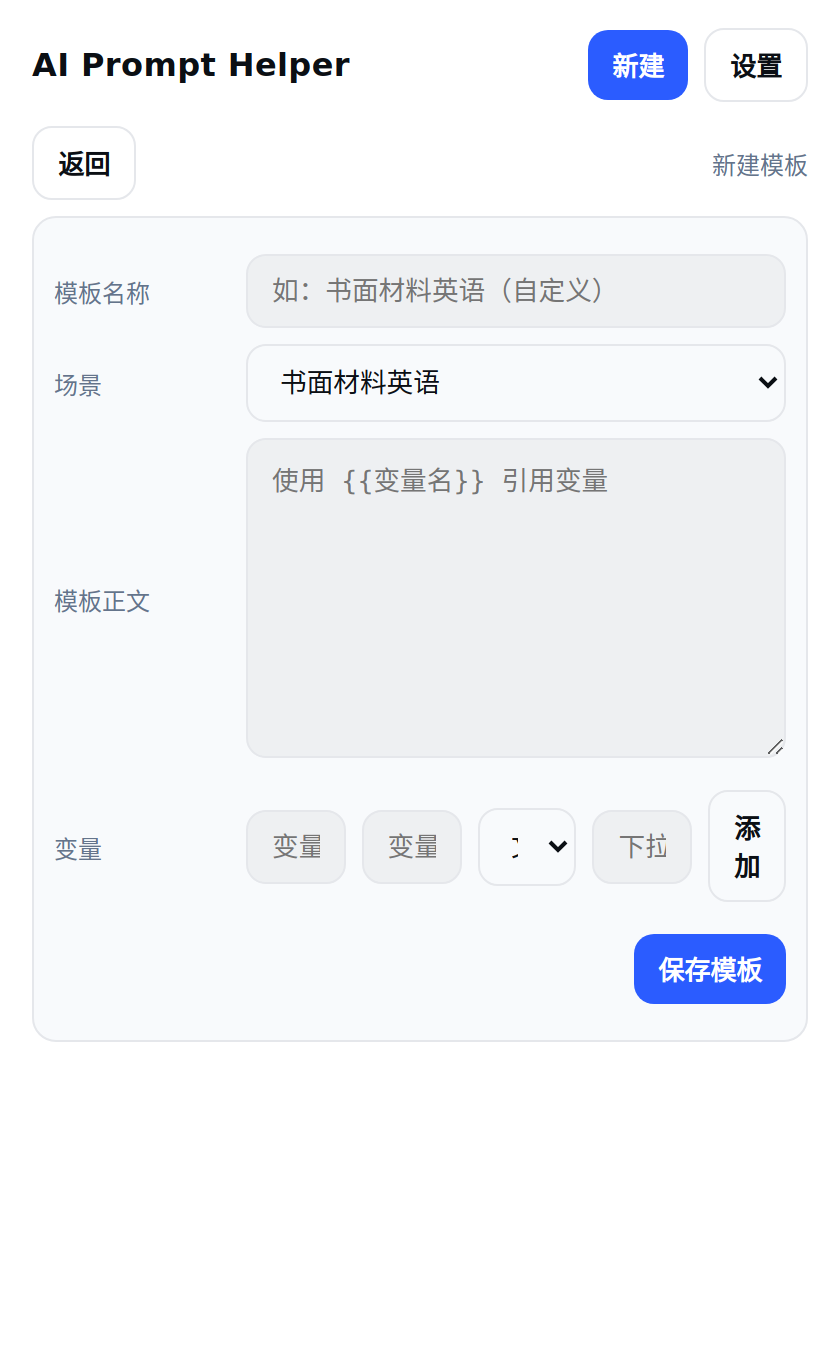 AI Prompt Helper
新建
设置
返回
新建模板
模板名称
如：书面材料英语（自定义）
场景
书面材料英语
模板正文
使用 {{变量名}} 引用变量
变量
变量
变量
下拉
添
加
保存模板